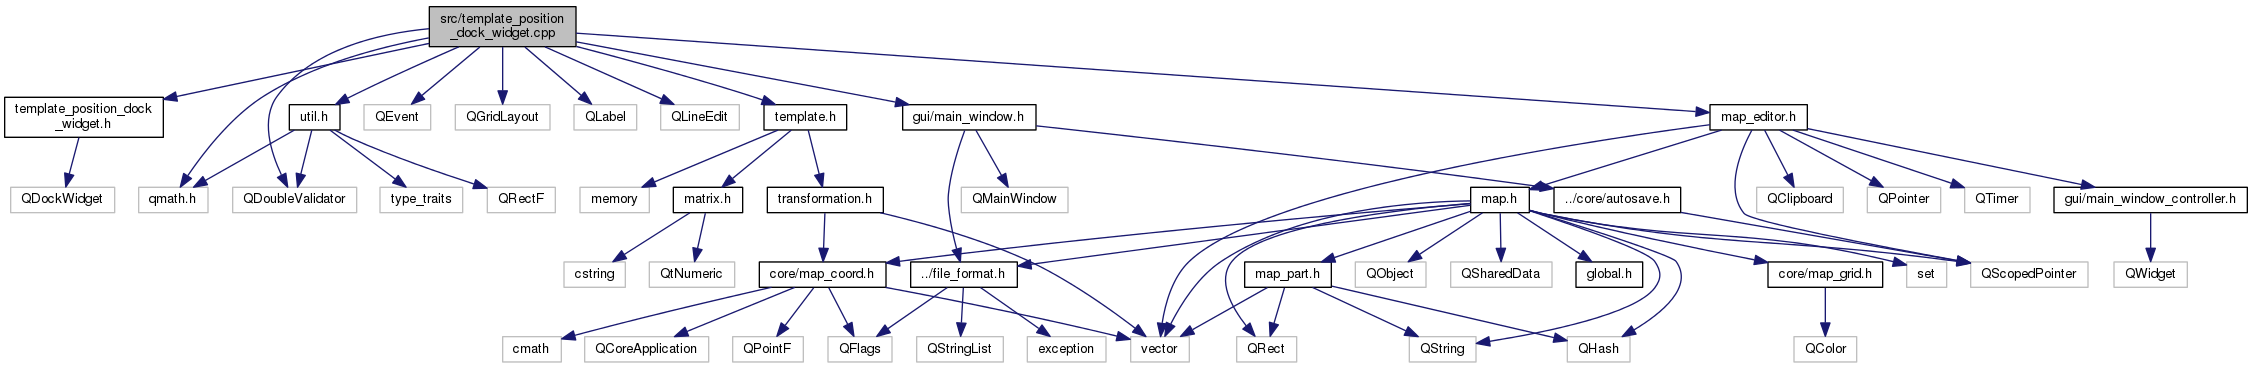 src/template_position
_dock_widget.cpp
template_position_dock
_widget.h
util.h
QEvent
QGridLayout
QLabel
QLineEdit
template.h
gui/main_window.h
map_editor.h
QDockWidget
qmath.h
QDoubleValidator
type_traits
QRectF
memory
matrix.h
transformation.h
QMainWindow
map.h
../core/autosave.h
QClipboard
QPointer
QTimer
gui/main_window_controller.h
cstring
QtNumeric
core/map_coord.h
../file_format.h
map_part.h
QObject
QSharedData
global.h
core/map_grid.h
set
QScopedPointer
QWidget
cmath
QCoreApplication
QPointF
QFlags
QStringList
exception
vector
QRect
QString
QHash
QColor